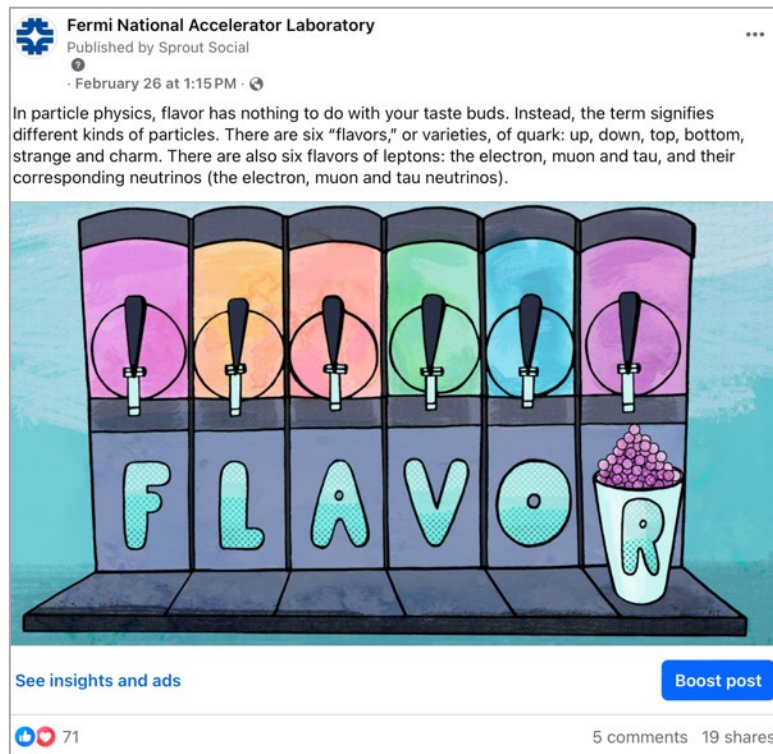 Fermi National Accelerator Laboratory
Published by Sprout Social
?
· February 26 at 1:15 PM ·
In particle physics, flavor has nothing to do with your taste buds. Instead, the term signifies
different kinds of particles. There are six “flavors,” or varieties, of quark: up, down, top, bottom,
strange and charm. There are also six flavors of leptons: the electron, muon and tau, and their
corresponding neutrinos (the electron, muon and tau neutrinos).
FLAVOR
See insights and ads
Boost post
71
5 comments 19 shares